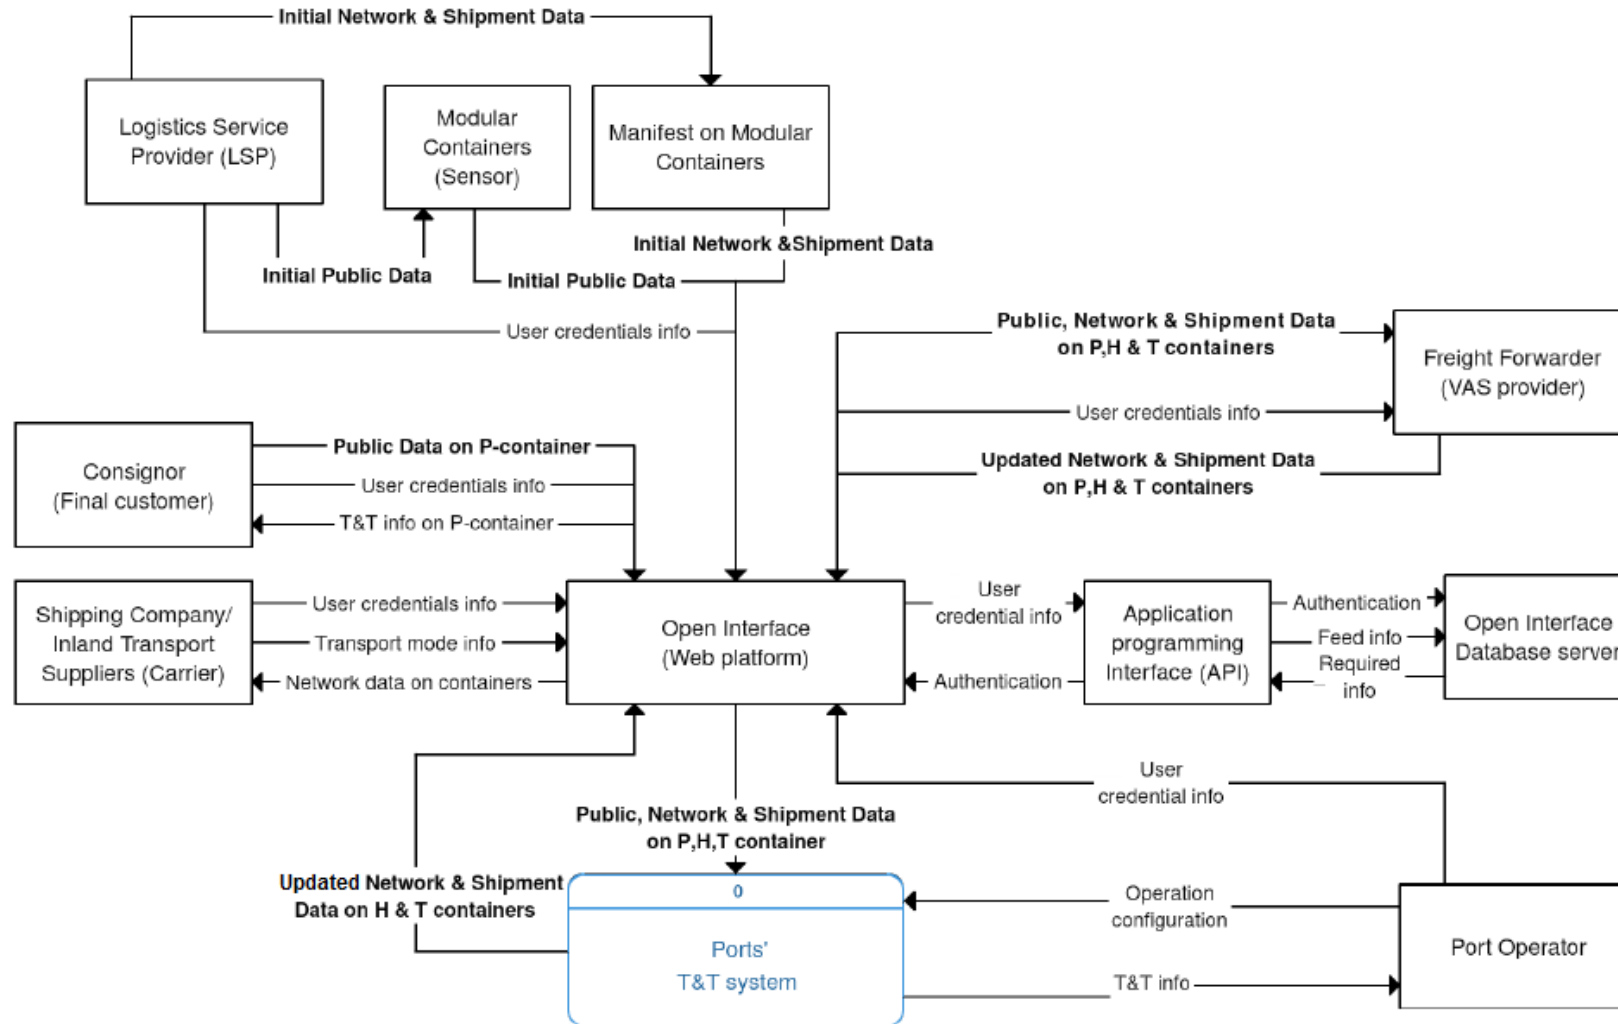 Initial Network & Shipment Data
Logistics Service
Provider (LSP)
Modular
Containers
(Sensor)
Manifest on Modular
Containers
Initial Network &Shipment Data
Initial Public Data
Initial Public Data
User credentials info
Public, Network & Shipment Data
on P,H & T containers
Freight Forwarder
(VAS provider)
User credentials info
Updated Network & Shipment Data
on P,H & T containers
Consignor
(Final customer)
Public Data on P-container
User credentials info
T&T info on P-container
Shipping Company/
Inland Transport
Suppliers (Carrier)
User credentials info
Transport mode info
Network data on containers
Open Interface
(Web platform)
User
credential info
Authentication
Application
programming
Interface (API)
Authentication
Feed info
Required
info
Open Interface
Database server
User
credential info
Public, Network & Shipment Data
on P,H,T container
Updated Network & Shipment
Data on H & T containers
0
Ports'
T&T system
Operation
configuration
T&T info
Port Operator